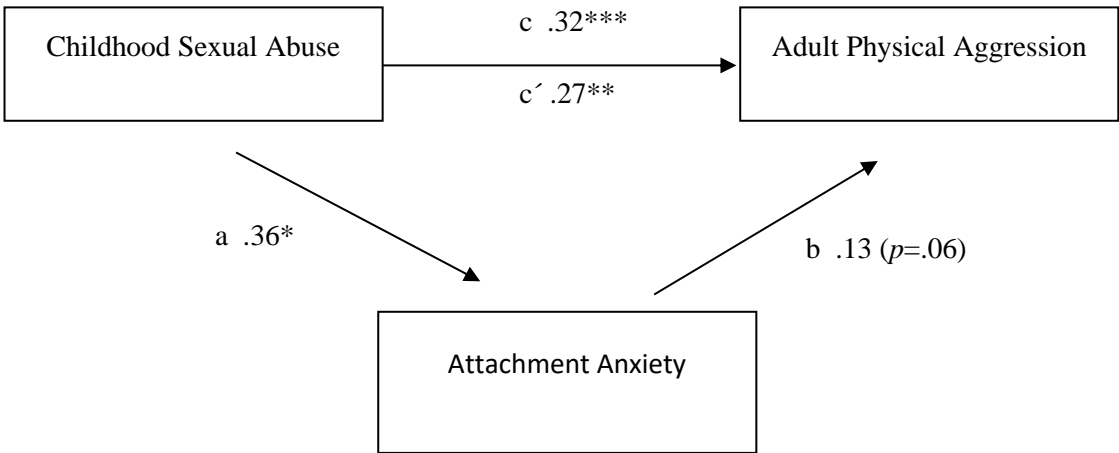 c .32***
Childhood Sexual Abuse
Adult Physical Aggression
c´ .27**
a .36*
b .13 (p=.06)
Attachment Anxiety